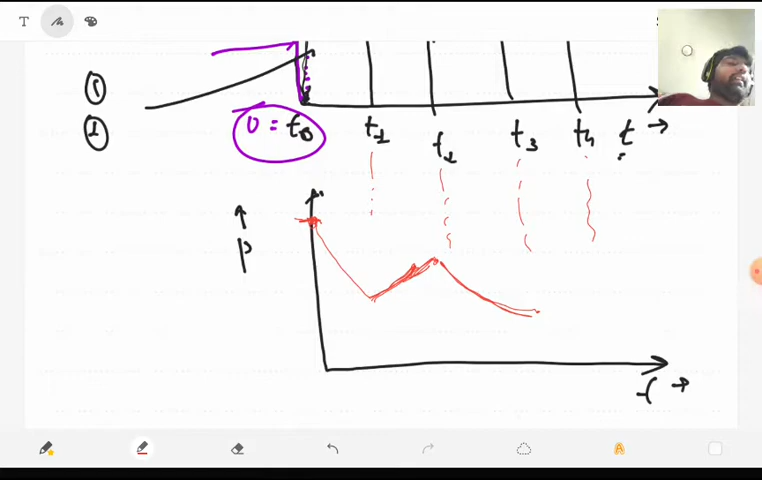 ①
②
0 = t0 t1 t2 t3 t4 t →
↑
P
t →
T
A